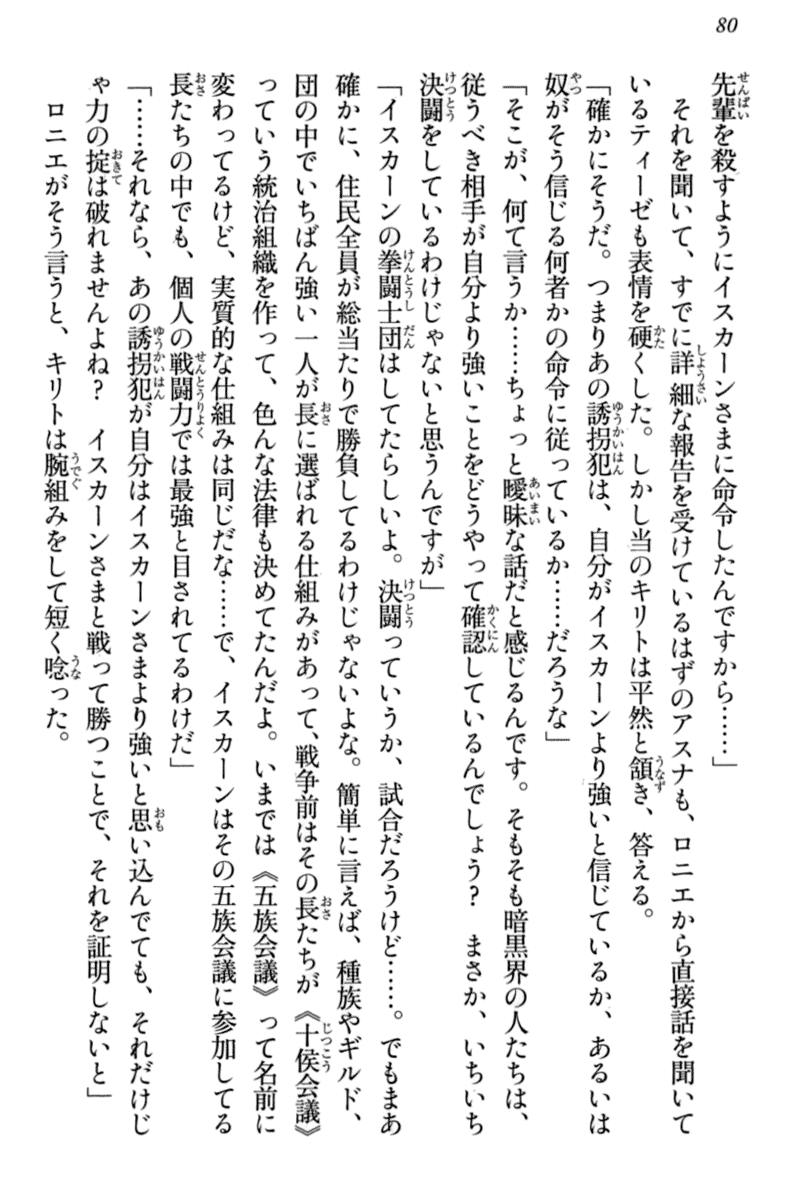 80
先輩を殺すようにイスカーンさまに命令したんですから……」
　それを聞いて、すでに詳細な報告を受けているはずのアスナも、ロニエから直接話を聞いて
いるティーゼも表情を硬くした。しかし当のキリトは平然と頷き、答える。
「確かにそうだ。つまりあの誘拐犯は、自分がイスカーンより強いと信じているか、あるいは
奴がそう信じる何者かの命令に従っているか……だろうな」
「そこが、何て言うか……ちょっと曖昧な話だと感じるんです。そもそも暗黒界の人たちは、
従うべき相手が自分より強いことをどうやって確認しているんでしょう？　まさか、いちいち
決闘をしているわけじゃないと思うんですが」
「イスカーンの拳闘士団はしてたらしいよ。決闘っていうか、試合だろうけど……。でもまあ
確かに、住民全員が総当たりで勝負してるわけじゃないよな。簡単に言えば、種族やギルド、
団の中でいちばん強い一人が長に選ばれる仕組みがあって、戦争前はその長たちが《十侯会議》
っていう統治組織を作って、色んな法律も決めてたんだよ。いまでは《五族会議》って名前に
変わってるけど、実質的な仕組みは同じだな……で、イスカーンはその五族会議に参加してる
長たちの中でも、個人の戦闘力では最強と目されてるわけだ」
「……それなら、あの誘拐犯が自分はイスカーンさまより強いと思い込んでても、それだけじ
ゃ力の掟は破れませんよね？　イスカーンさまと戦って勝つことで、それを証明しないと」
　ロニエがそう言うと、キリトは腕組みをして短く唸った。